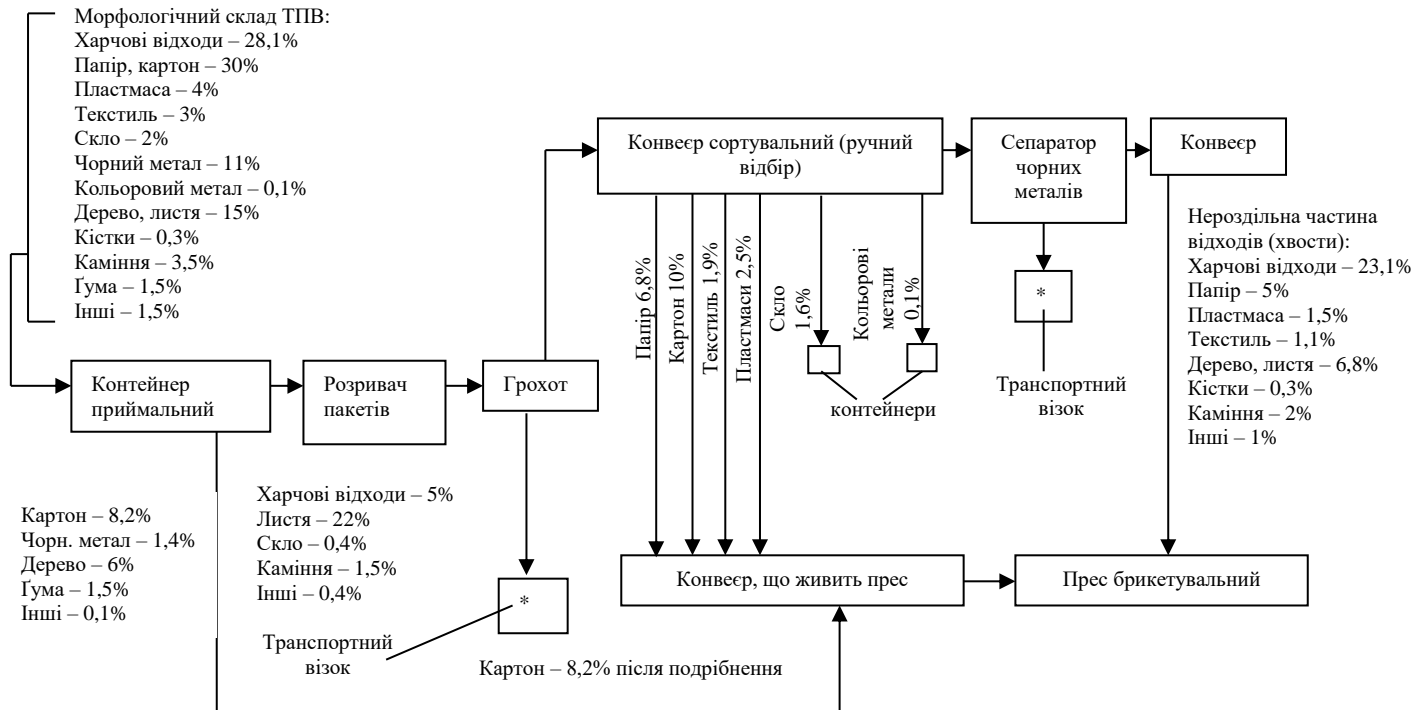 Морфологічний склад ТПВ:
Харчові відходи – 28,1%
Папір, картон – 30%
Пластмаса – 4%
Текстиль – 3%
Скло – 2%
Чорний метал – 11%
Кольоровий метал – 0,1%
Дерево, листя – 15%
Кістки – 0,3%
Каміння – 3,5%
Ґума – 1,5%
Інші – 1,5%
Контейнер
приймальний
Розривач
пакетів
Грохот
Конвеєр сортувальний (ручний
відбір)
Сепаратор
чорних
металів
Конвеєр
Папір 6,8%
Картон 10%
Текстиль 1,9%
Пластмаси 2,5%
Скло
1,6%
Кольорові
метали
0,1%
контейнери
*
Транспортний
візок
Нероздільна частина
відходів (хвости):
Харчові відходи – 23,1%
Папір – 5%
Пластмаса – 1,5%
Текстиль – 1,1%
Дерево, листя – 6,8%
Кістки – 0,3%
Каміння – 2%
Інші – 1%
Картон – 8,2%
Чорн. метал – 1,4%
Дерево – 6%
Ґума – 1,5%
Інші – 0,1%
Харчові відходи – 5%
Листя – 22%
Скло – 0,4%
Каміння – 1,5%
Інші – 0,4%
*
Транспортний
візок
Конвеєр, що живить прес
Прес брикетувальний
Картон – 8,2% після подрібнення